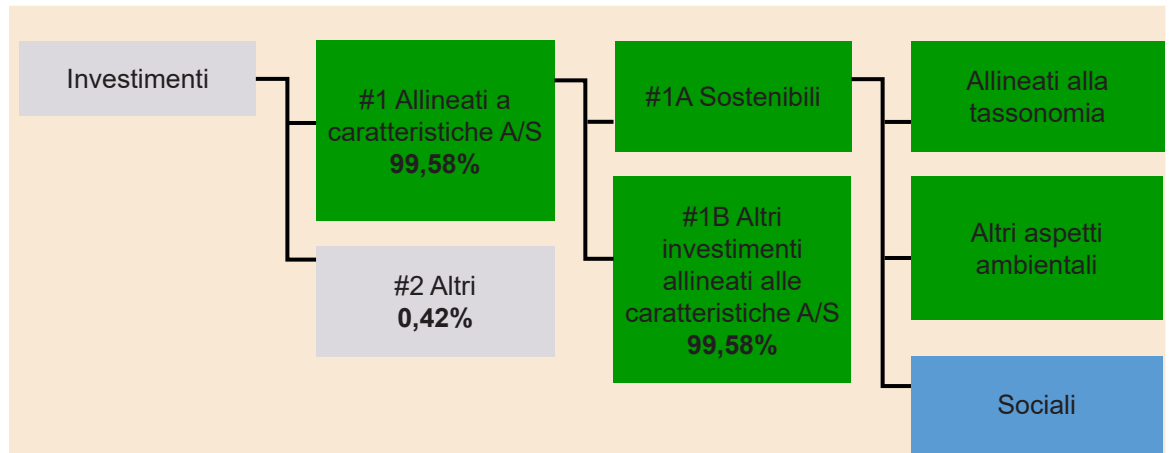 Investimenti
#1 Allineati a
caratteristiche A/S
99,58%
#2 Altri
0,42%
#1A Sostenibili
#1B Altri
investimenti
allineati alle
caratteristiche A/S
99,58%
Allineati alla
tassonomia
Altri aspetti
ambientali
Sociali